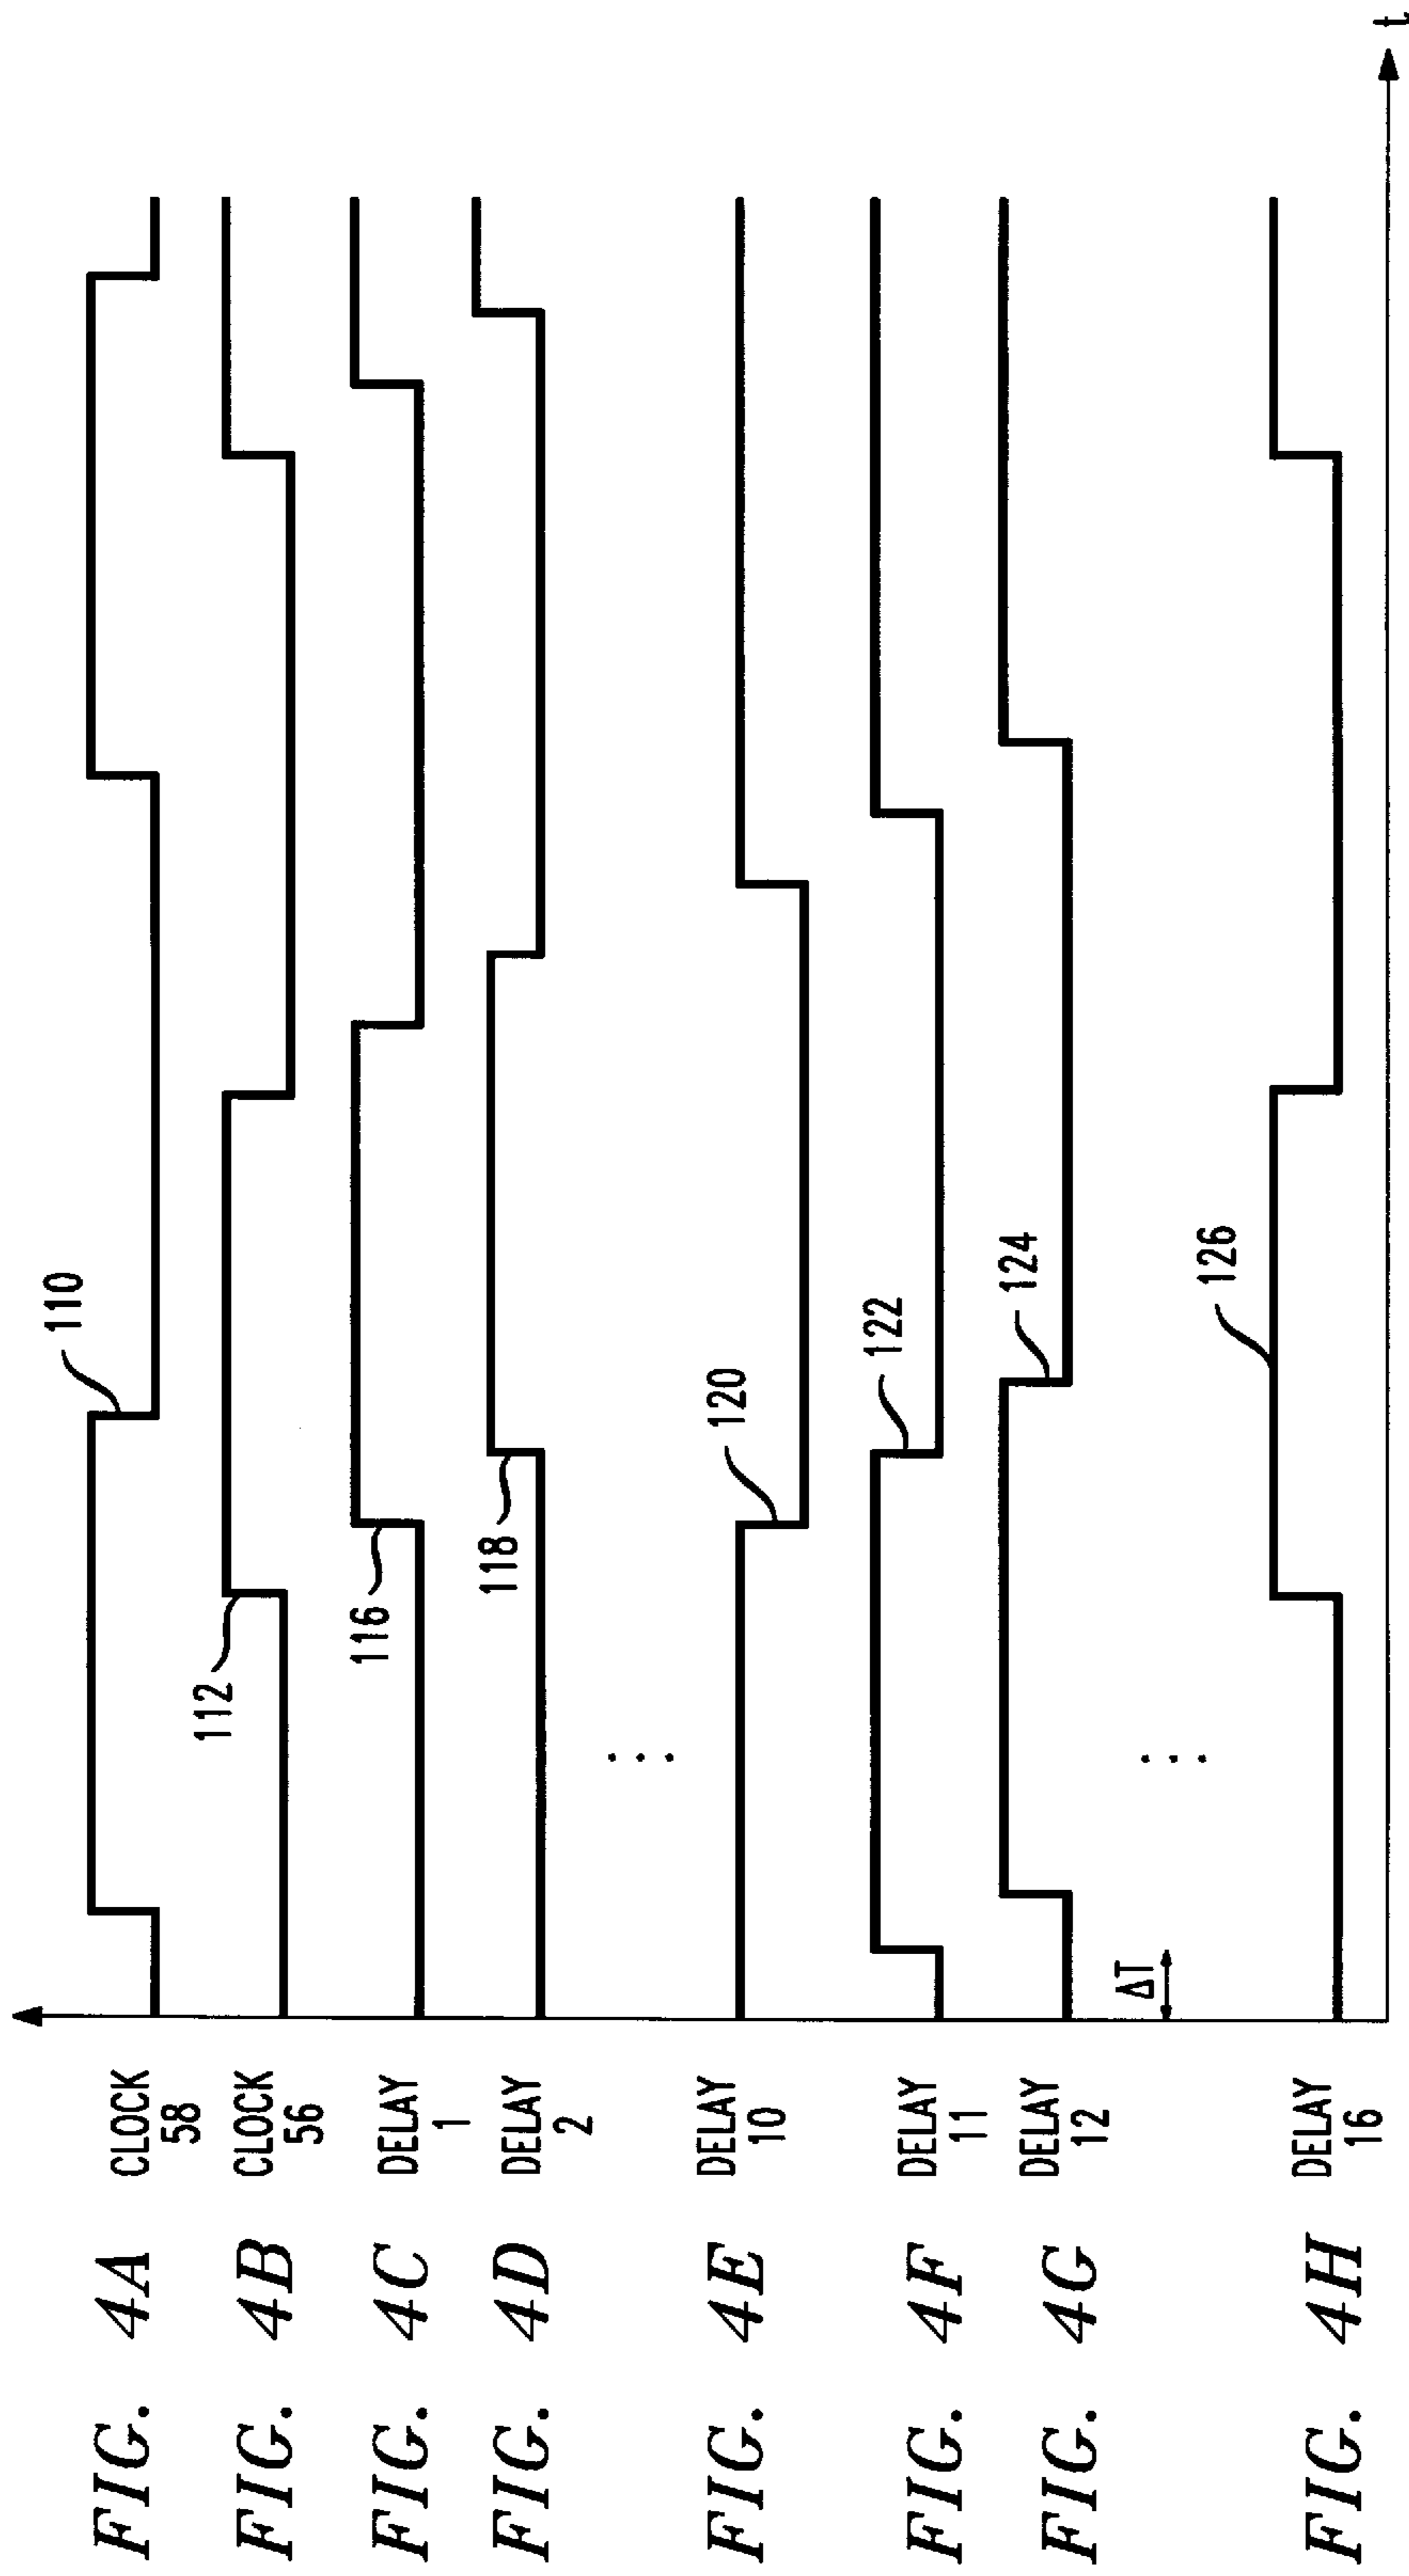 FIG. 4A
CLOCK
58
110
FIG. 4B
CLOCK
56
112
FIG. 4C
DELAY
1
116
FIG. 4D
DELAY
2
118
FIG. 4E
DELAY
10
120
FIG. 4F
DELAY
11
122
FIG. 4G
DELAY
12
124
ΔT
FIG. 4H
DELAY
16
126
t